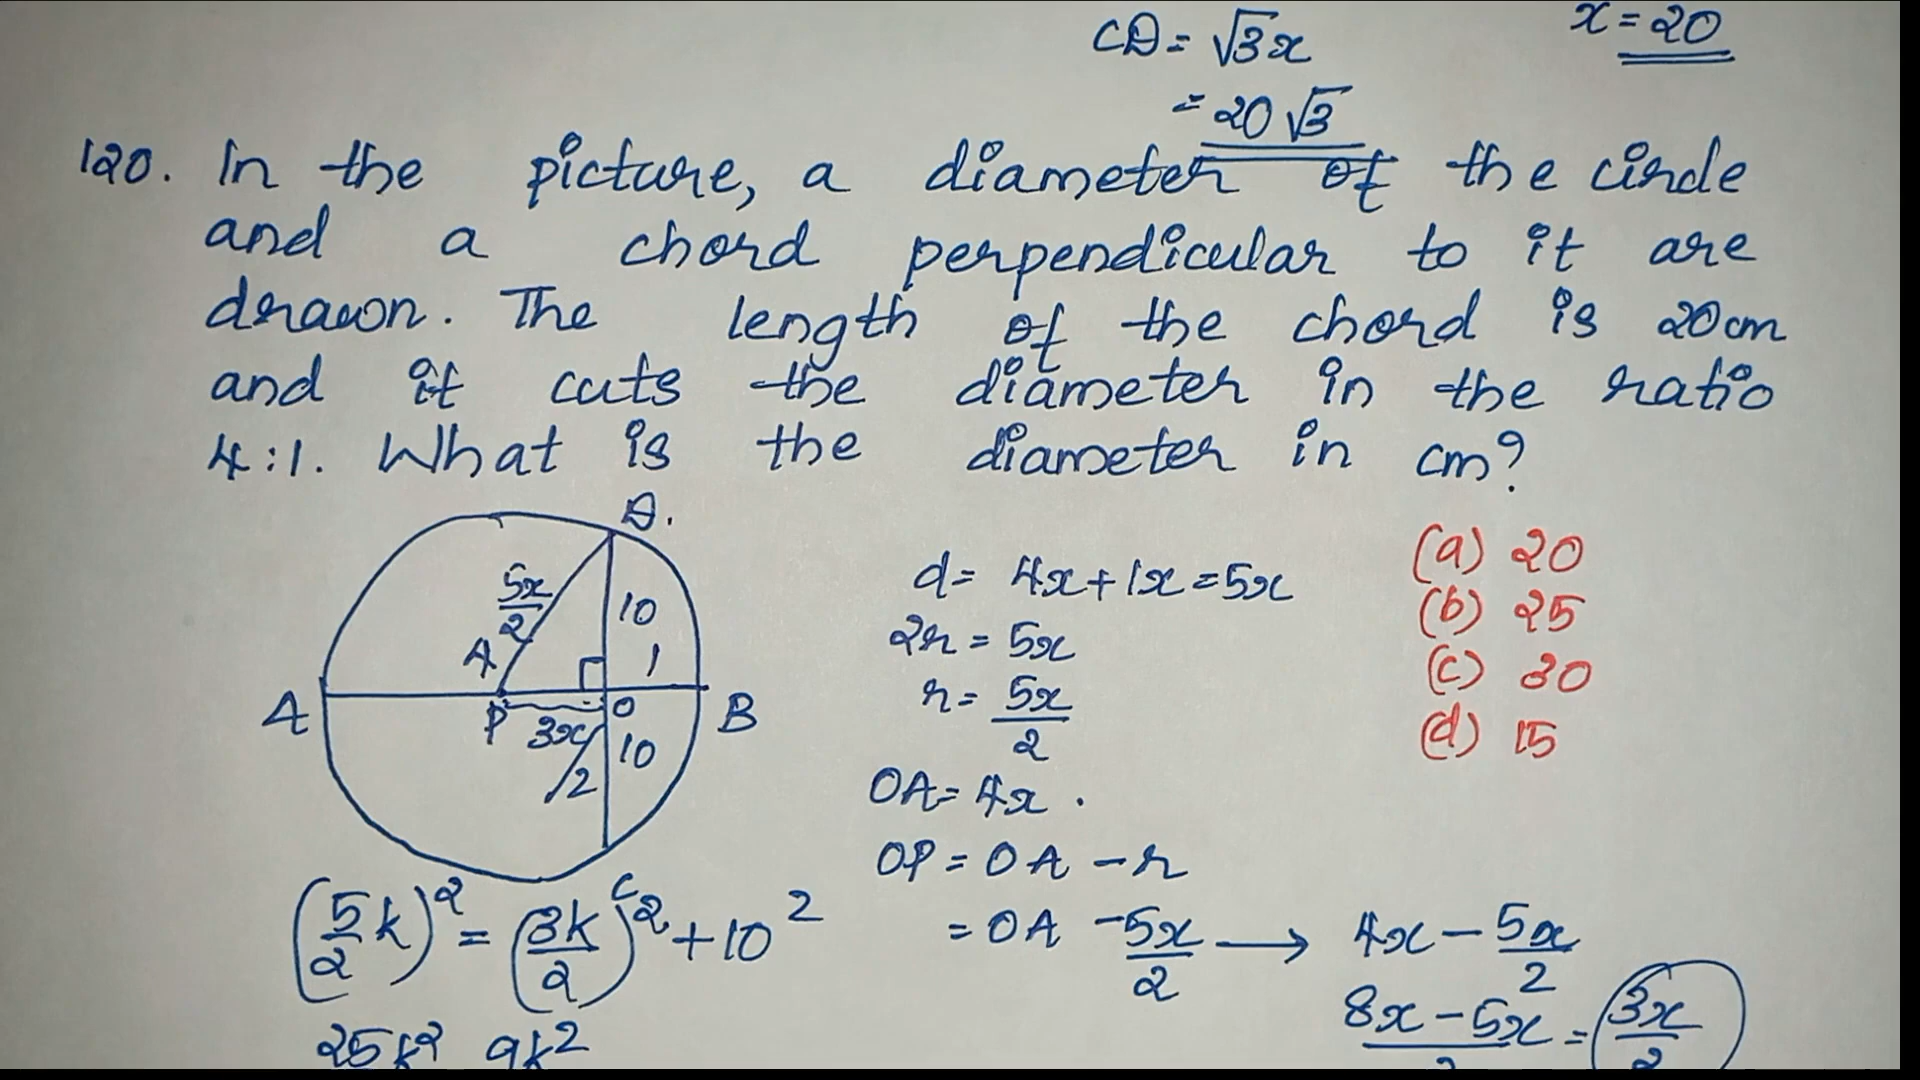 CD = √3x
x = 20
= 20√3
120. In the picture, a diameter of the circle
and a chord perpendicular to it are
drawn. The length of the chord is 20cm
and it cuts the diameter in the ratio
4:1. What is the diameter in cm?
D.
5x/2
10
4
1
A
P
O
B
3x/2
10
C
d = 4x+1x=5x
2r = 5x
r = 5x/2
OA = 4x .
OP = OA - r
= OA - 5x/2 → 4x - 5x/2
8x - 5x = 3x/2
(a) 20
(b) 25
(c) 30
(d) 15
(5/2 k)² = (3k/2)² + 10²
25k² 9k²